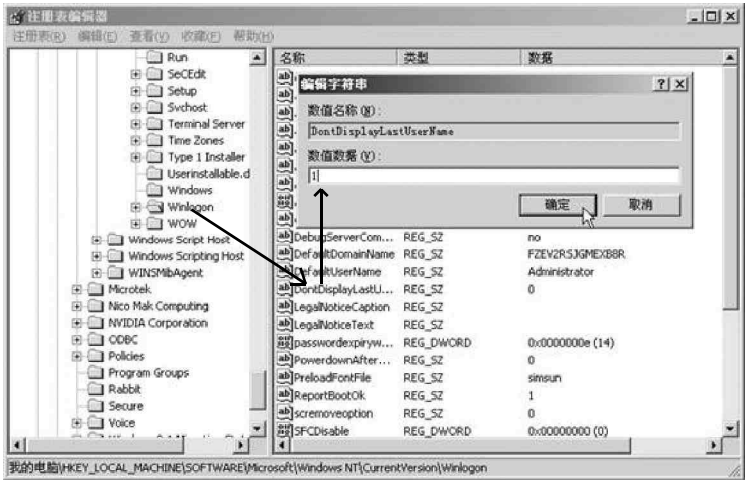 注册表编辑器
注册表(R) 编辑(E) 查看(V) 收藏(F) 帮助(H)
Run
SeCEdit
Setup
Svchost
Terminal Server
Time Zones
Type 1 Installer
Userinstallable.d
Windows
Winlogon
WOW
Windows Script Host
Windows Scripting Host
WINSMibAgent
Microtek
Nico Mak Computing
NVIDIA Corporation
ODBC
Policies
Program Groups
Rabbit
Secure
Voice
名称 类型 数据
编辑字符串
数值名称(N):
DontDisplayLastUserName
数值数据(V):
1
确定 取消
DebugServerCom... REG_SZ no
DefaultDomainName REG_SZ FZEV2RSJGMEXB8R
DefaultUserName REG_SZ Administrator
DontDisplayLastU... REG_SZ 0
LegalNoticeCaption REG_SZ
LegalNoticeText REG_SZ
passwordexpiryw... REG_DWORD 0x0000000e (14)
PowerdownAfter... REG_SZ 0
PreloadFontFile REG_SZ simsun
ReportBootOk REG_SZ 1
scremoveoption REG_SZ 0
SFCDisable REG_DWORD 0x00000000 (0)
我的电脑\HKEY_LOCAL_MACHINE\SOFTWARE\Microsoft\Windows NT\CurrentVersion\Winlogon